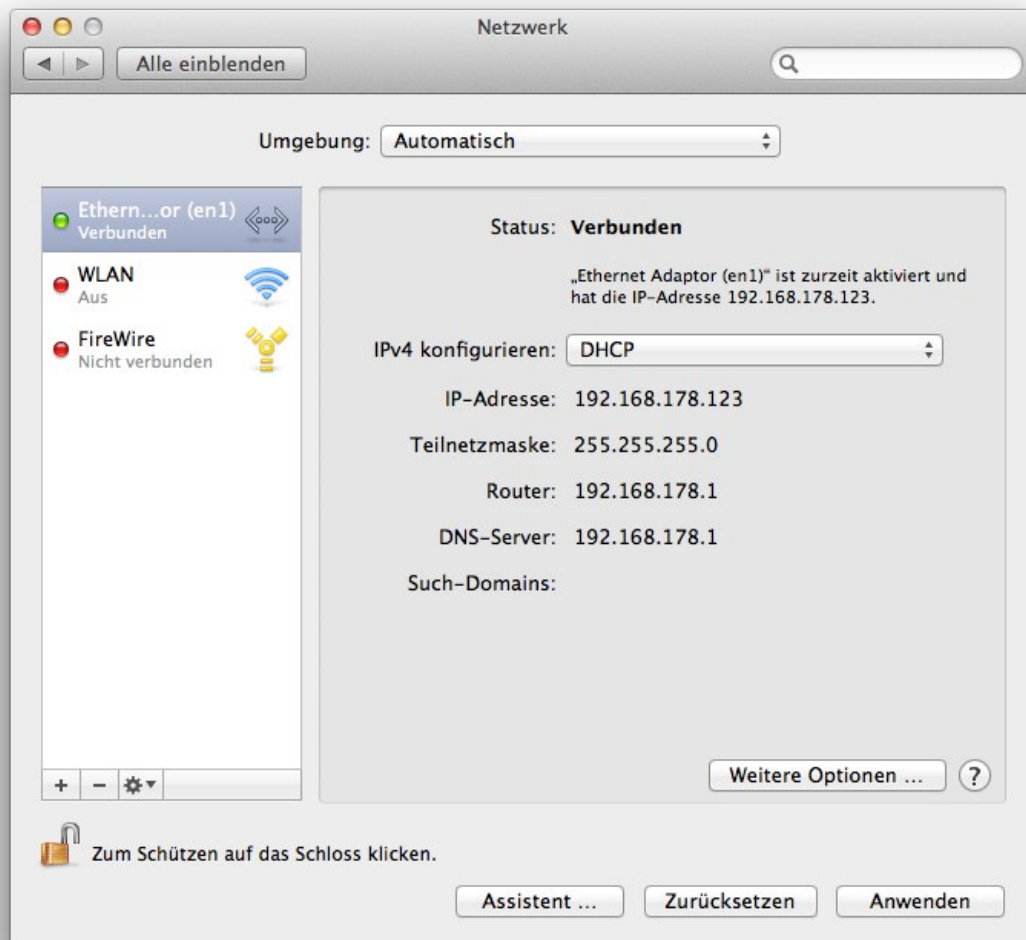 Netzwerk
Alle einblenden
Umgebung: Automatisch
Ethern...or (en1)
Verbunden
WLAN
Aus
FireWire
Nicht verbunden
Status: Verbunden
„Ethernet Adaptor (en1)“ ist zurzeit aktiviert und
hat die IP-Adresse 192.168.178.123.
IPv4 konfigurieren: DHCP
IP-Adresse: 192.168.178.123
Teilnetzmaske: 255.255.255.0
Router: 192.168.178.1
DNS-Server: 192.168.178.1
Such-Domains:
Weitere Optionen ... ?
Zum Schützen auf das Schloss klicken.
Assistent ... Zurücksetzen Anwenden